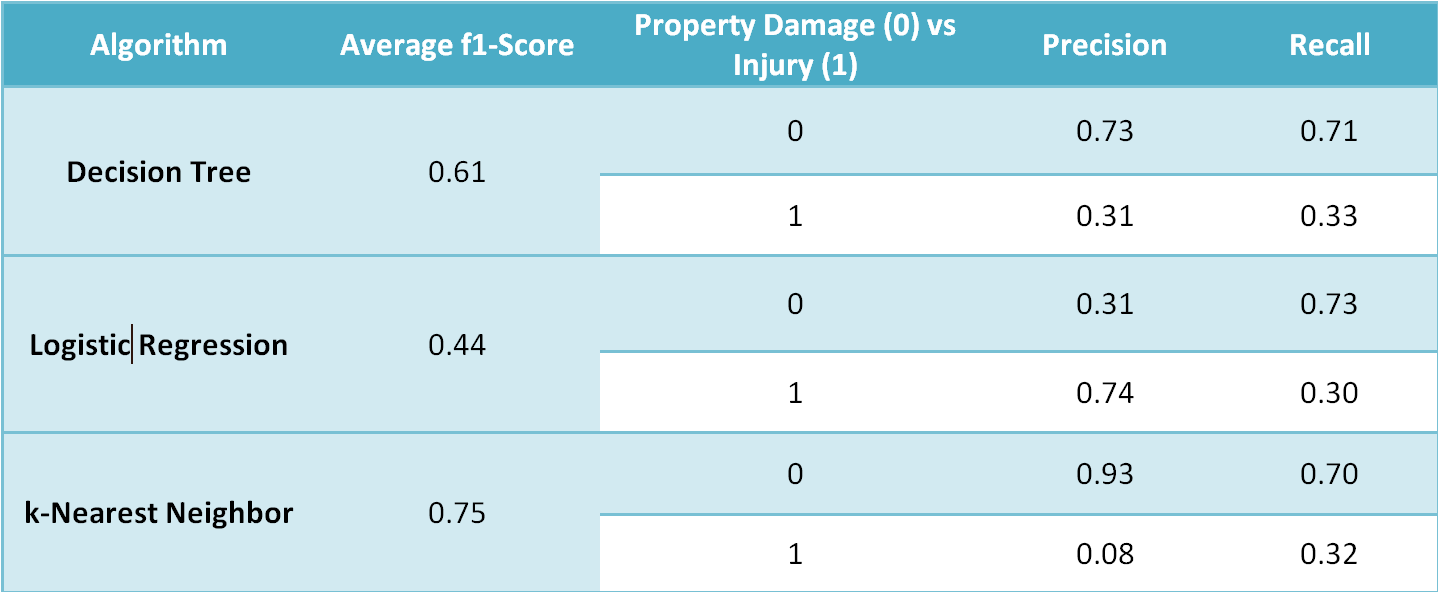 Algorithm Average f1-Score Property Damage (0) vs Injury (1) Precision Recall
Decision Tree 0.61 0 0.73 0.71
1 0.31 0.33
Logistic Regression 0.44 0 0.31 0.73
1 0.74 0.30
k-Nearest Neighbor 0.75 0 0.93 0.70
1 0.08 0.32